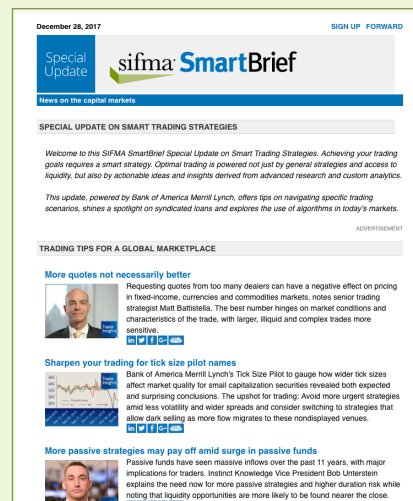 December 28, 2017
SIGN UP FORWARD
Special
Update
sifma SmartBrief
News on the capital markets
SPECIAL UPDATE ON SMART TRADING STRATEGIES
Welcome to this SIFMA SmartBrief Special Update on Smart Trading Strategies. Achieving your trading
goals requires a smart strategy. Optimal trading is powered not just by general strategies and access to
liquidity, but also by actionable ideas and insights derived from advanced research and custom analytics.
This update, powered by Bank of America Merrill Lynch, offers tips on navigating specific trading
scenarios, shines a spotlight on syndicated loans and explores the use of algorithms in today's markets.
ADVERTISEMENT
TRADING TIPS FOR A GLOBAL MARKETPLACE
More quotes not necessarily better
Requesting quotes from too many dealers can have a negative effect on pricing
in fixed-income, currencies and commodities markets, notes senior trading
strategist Matt Battistella. The best number hinges on market conditions and
characteristics of the trade, with larger, illiquid and complex trades more
sensitive.
Sharpen your trading for tick size pilot names
Bank of America Merrill Lynch's Tick Size Pilot to gauge how wider tick sizes
affect market quality for small capitalization securities revealed both expected
and surprising conclusions. The upshot for trading: Avoid more urgent strategies
amid less volatility and wider spreads and consider switching to strategies that
allow dark selling as more flow migrates to these nondisplayed venues.
More passive strategies may pay off amid surge in passive funds
Passive funds have seen massive inflows over the past 11 years, with major
implications for traders. Instinct Knowledge Vice President Bob Unterstein
explains the need now for more passive strategies and higher duration risk while
noting that liquidity opportunities are more likely to be found nearer the close.